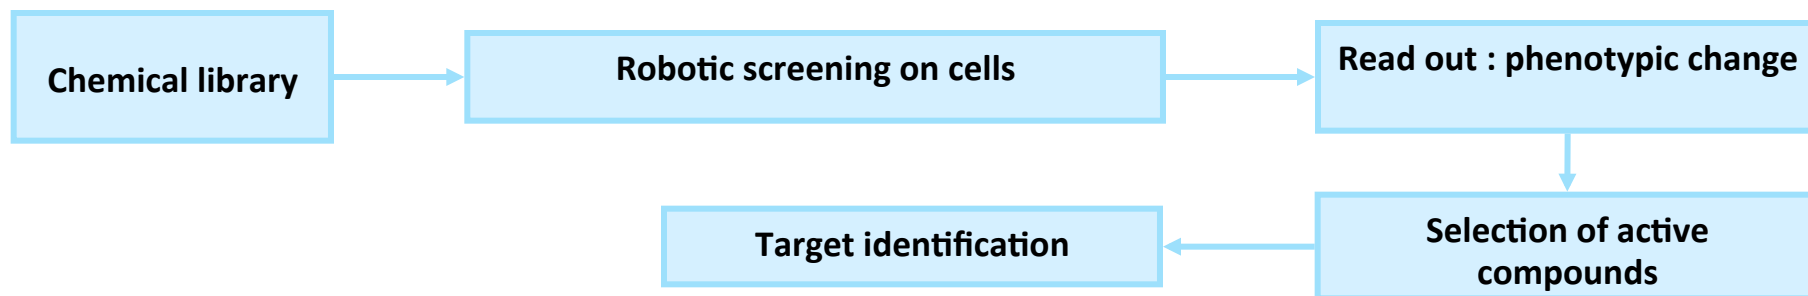 Chemical library
Robotic screening on cells
Read out : phenotypic change
Selection of active
compounds
Target identification